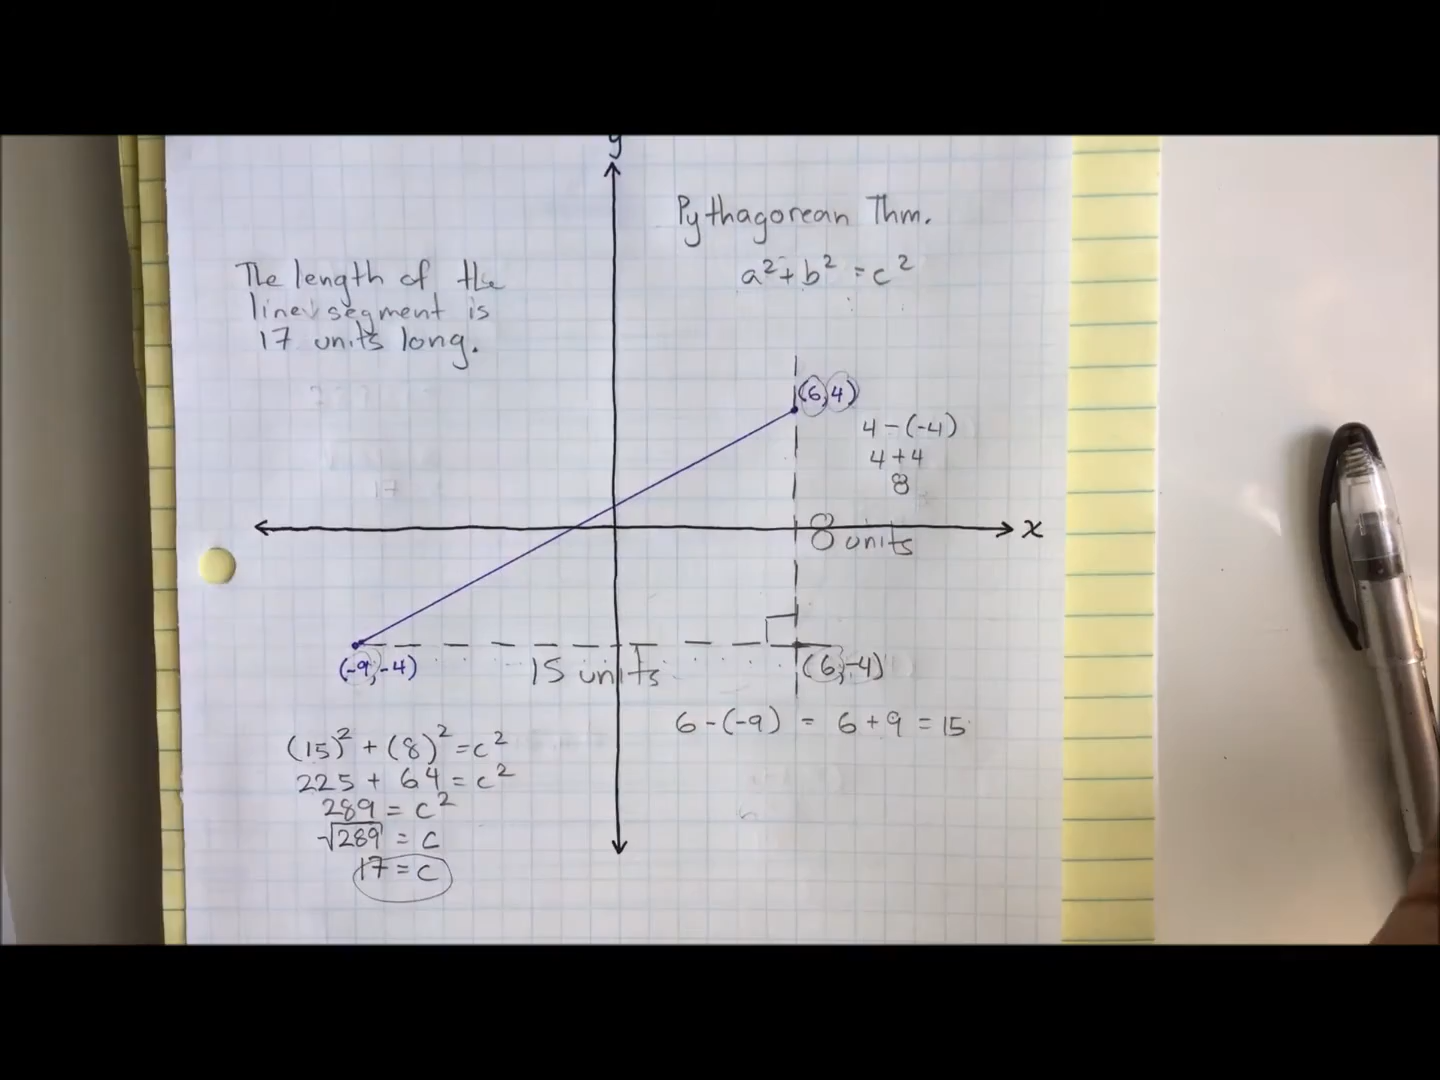 y
Pythagorean Thm.
a² + b² = c²
The length of the
line segment is
17 units long.
(6,4)
4 - (-4)
4 + 4
8
x
8 units
(-9,-4)
15 units
(6,-4)
6 - (-9) = 6 + 9 = 15
(15)² + (8)² = c²
225 + 64 = c²
289 = c²
√289 = c
17 = c